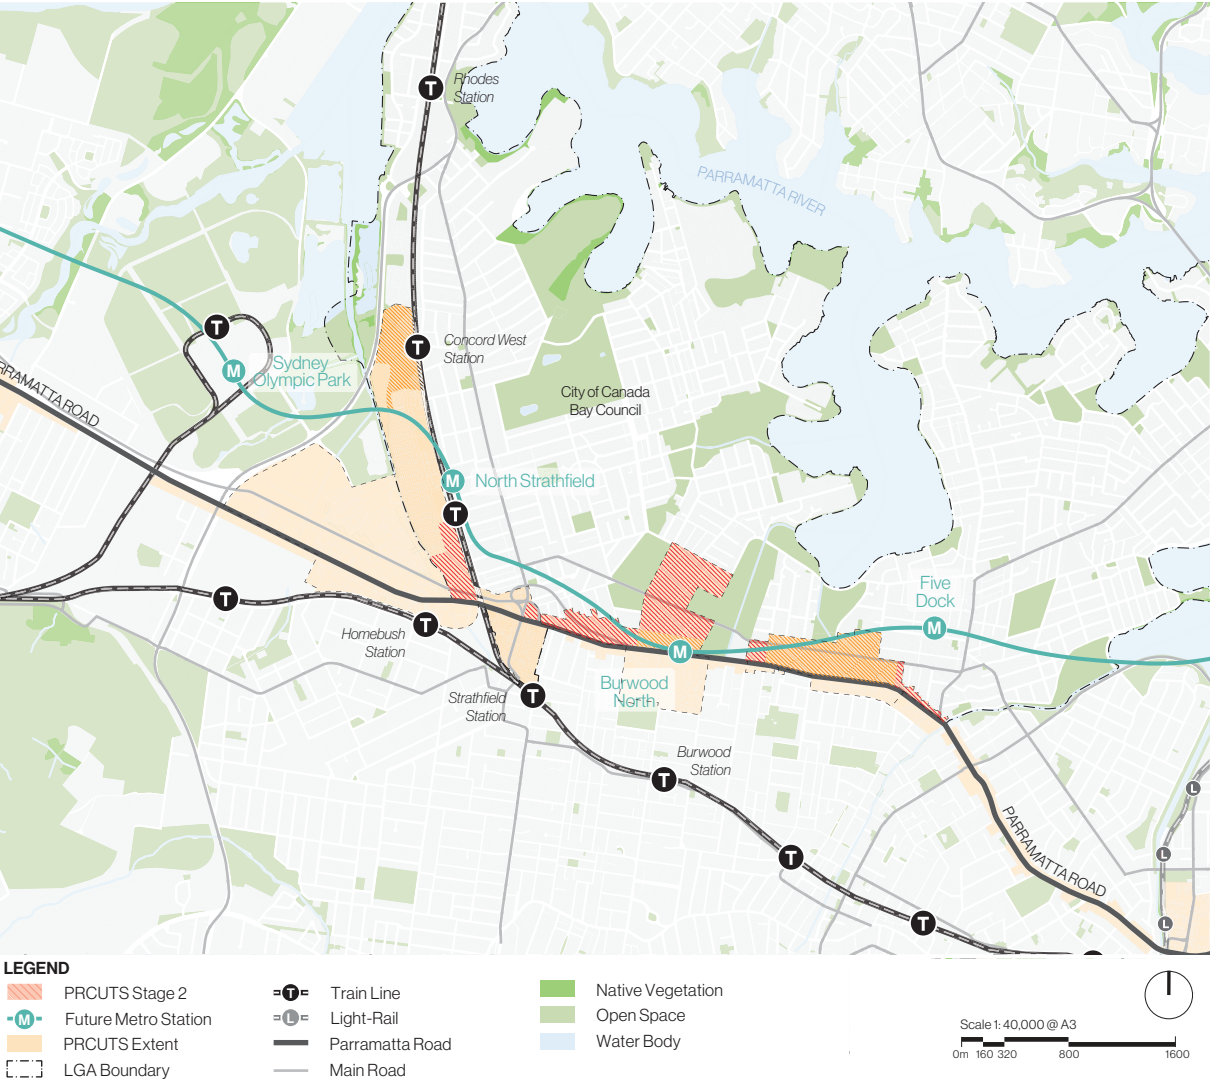 Rhodes
Station
PARRAMATTA RIVER
Concord West
Station
Sydney
Olympic Park
RRAMATTA ROAD
City of Canada
Bay Council
North Strathfield
Five
Dock
Homebush
Station
Burwood
North
Strathfield
Station
Burwood
Station
PARRAMATTA ROAD
T
T
T
T
T
T
T
T
T
T
M
M
M
M
L
L
L
LEGEND
PRCUTS Stage 2
M Future Metro Station
PRCUTS Extent
LGA Boundary
T Train Line
L Light-Rail
Parramatta Road
Main Road
Native Vegetation
Open Space
Water Body
Scale 1: 40,000 @ A3
0m 160 320 800 1600